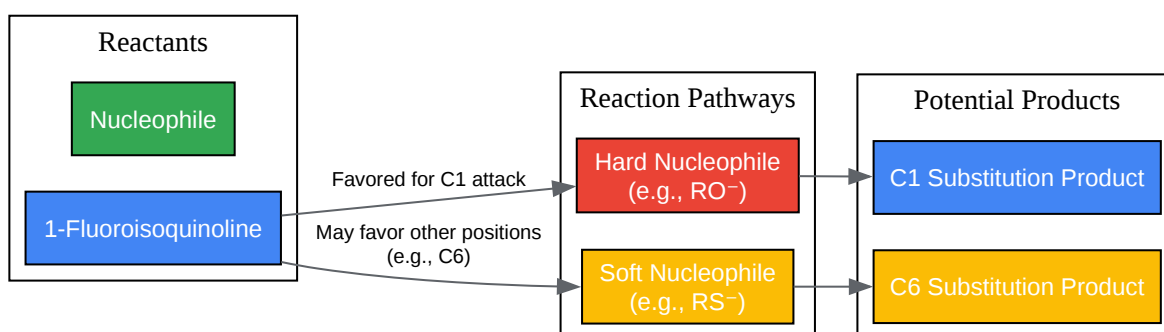 Reactants
Nucleophile
1-Fluoroisoquinoline
Favored for C1 attack
May favor other positions
(e.g., C6)
Reaction Pathways
Hard Nucleophile
(e.g., RO⁻)
Soft Nucleophile
(e.g., RS⁻)
Potential Products
C1 Substitution Product
C6 Substitution Product